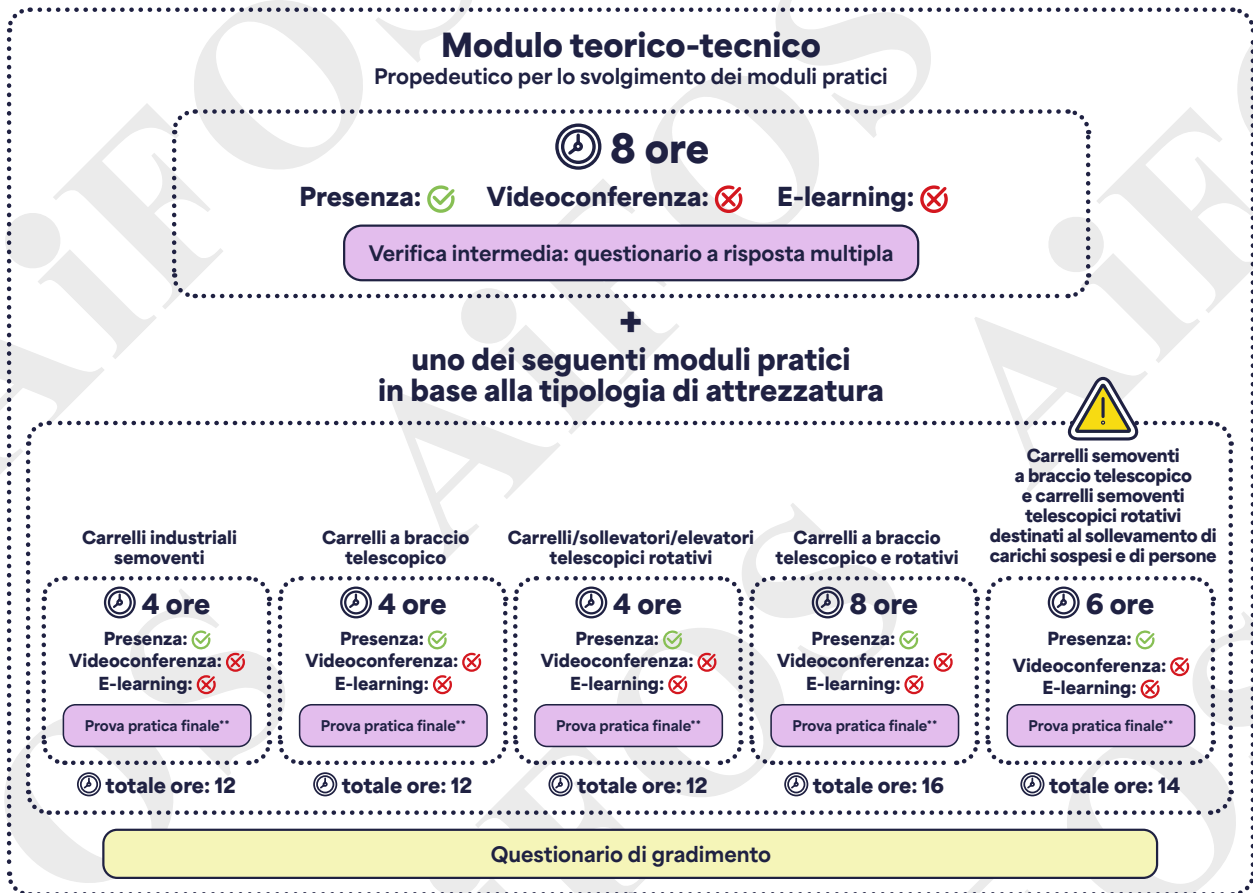 Modulo teorico-tecnico
Propedeutico per lo svolgimento dei moduli pratici
8 ore
Presenza: Videoconferenza: E-learning:
Verifica intermedia: questionario a risposta multipla
+
uno dei seguenti moduli pratici
in base alla tipologia di attrezzatura
Carrelli industriali
semoventi
4 ore
Presenza:
Videoconferenza:
E-learning:
Prova pratica finale**
totale ore: 12
Carrelli a braccio
telescopico
4 ore
Presenza:
Videoconferenza:
E-learning:
Prova pratica finale**
totale ore: 12
Carrelli/sollevatori/elevatori
telescopici rotativi
4 ore
Presenza:
Videoconferenza:
E-learning:
Prova pratica finale**
totale ore: 12
Carrelli a braccio
telescopico e rotativi
8 ore
Presenza:
Videoconferenza:
E-learning:
Prova pratica finale**
totale ore: 16
Carrelli semoventi
a braccio telescopico
e carrelli semoventi
telescopici rotativi
destinati al sollevamento di
carichi sospesi e di persone
6 ore
Presenza:
Videoconferenza:
E-learning:
Prova pratica finale**
totale ore: 14
Questionario di gradimento
AiFOS
AiFOS
AiFOS